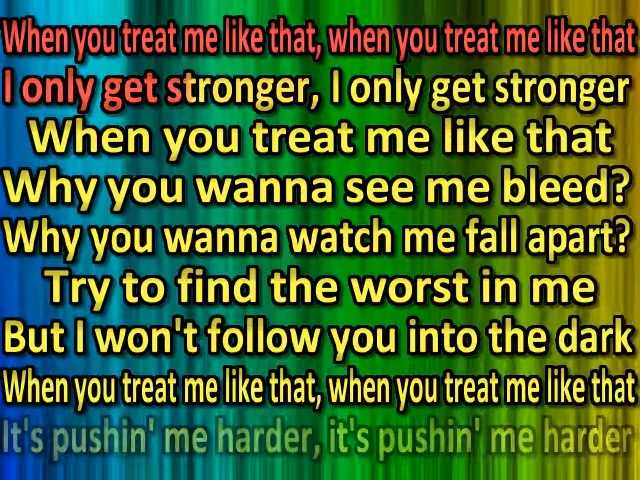 When you treat me like that, when you treat me like that
I only get stronger, I only get stronger
When you treat me like that
Why you wanna see me bleed?
Why you wanna watch me fall apart?
Try to find the worst in me
But I won't follow you into the dark
When you treat me like that, when you treat me like that
It's pushin' me harder, it's pushin' me harder